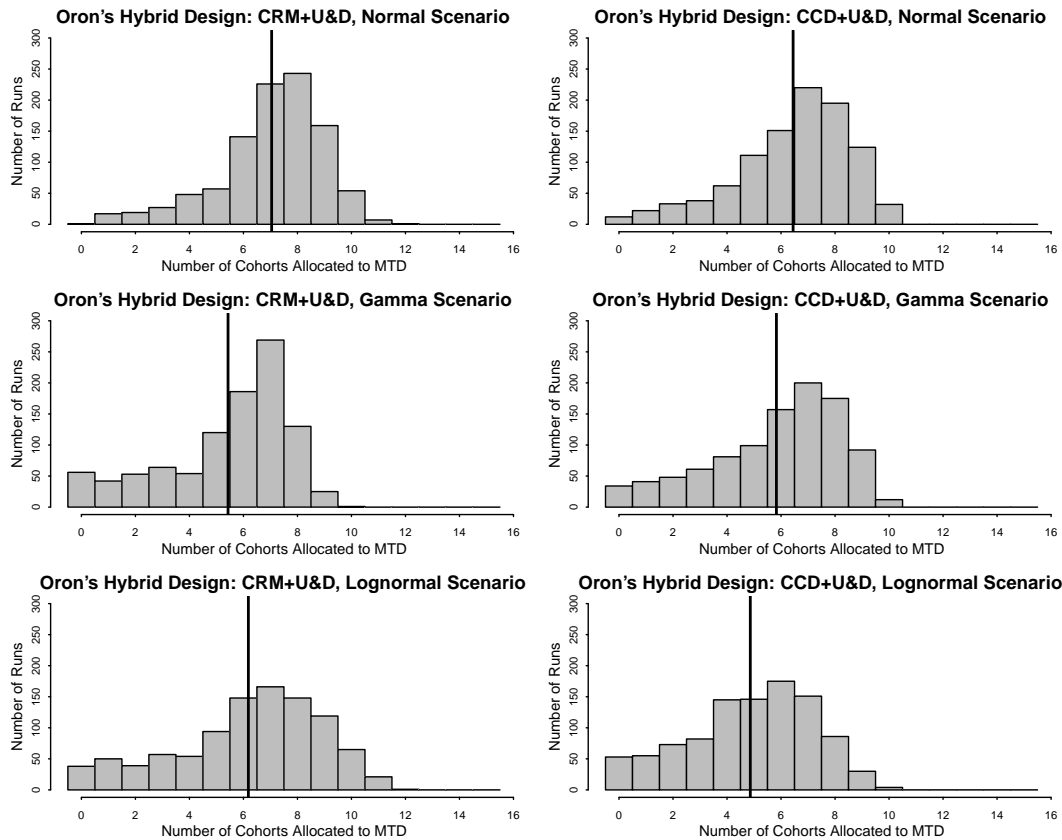 Oron's Hybrid Design: CRM+U&D, Normal Scenario
Number of Runs
0 50 100 150 200 250 300
0 2 4 6 8 10 12 14 16
Number of Cohorts Allocated to MTD
Oron's Hybrid Design: CCD+U&D, Normal Scenario
Number of Runs
0 50 100 150 200 250 300
0 2 4 6 8 10 12 14 16
Number of Cohorts Allocated to MTD
Oron's Hybrid Design: CRM+U&D, Gamma Scenario
Number of Runs
0 50 100 150 200 250 300
0 2 4 6 8 10 12 14 16
Number of Cohorts Allocated to MTD
Oron's Hybrid Design: CCD+U&D, Gamma Scenario
Number of Runs
0 50 100 150 200 250 300
0 2 4 6 8 10 12 14 16
Number of Cohorts Allocated to MTD
Oron's Hybrid Design: CRM+U&D, Lognormal Scenario
Number of Runs
0 50 100 150 200 250 300
0 2 4 6 8 10 12 14 16
Number of Cohorts Allocated to MTD
Oron's Hybrid Design: CCD+U&D, Lognormal Scenario
Number of Runs
0 50 100 150 200 250 300
0 2 4 6 8 10 12 14 16
Number of Cohorts Allocated to MTD